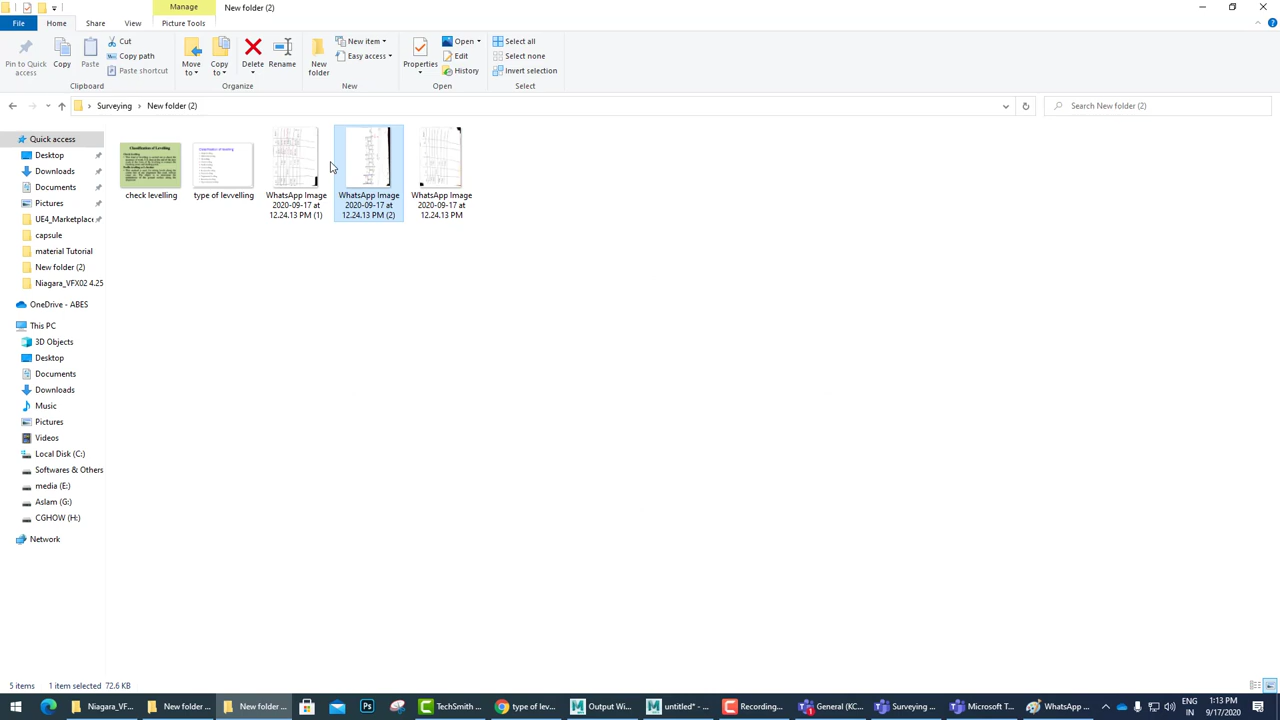 Manage
New folder (2)
File
Home
Share
View
Picture Tools
Pin to Quick access
Copy
Paste
Cut
Copy path
Paste shortcut
Clipboard
Move to
Copy to
Delete
Rename
Organize
New folder
New item
Easy access
New
Properties
Open
Edit
History
Open
Select all
Select none
Invert selection
Select
Surveying
New folder (2)
Search New folder (2)
Quick access
Desktop
Downloads
Documents
Pictures
UE4_Marketplace
capsule
material Tutorial
New folder (2)
Niagara_VFX02 4.25
OneDrive - ABES
This PC
3D Objects
Desktop
Documents
Downloads
Music
Pictures
Videos
Local Disk (C:)
Softwares & Others
media (E:)
Aslam (G:)
CGHOW (H:)
Network
Classification of Levelling
check levelling
type of levvelling
WhatsApp Image
2020-09-17 at
12.24.13 PM (1)
WhatsApp Image
2020-09-17 at
12.24.13 PM (2)
WhatsApp Image
2020-09-17 at
12.24.13 PM
5 items
1 item selected 72.6 KB
Niagara_VF...
New folder ...
New folder ...
TechSmith ...
type of lev...
Output Wi...
untitled* - ...
Recording...
General (KC...
Surveying ...
Microsoft T...
WhatsApp ...
ENG
IN
1:13 PM
9/17/2020